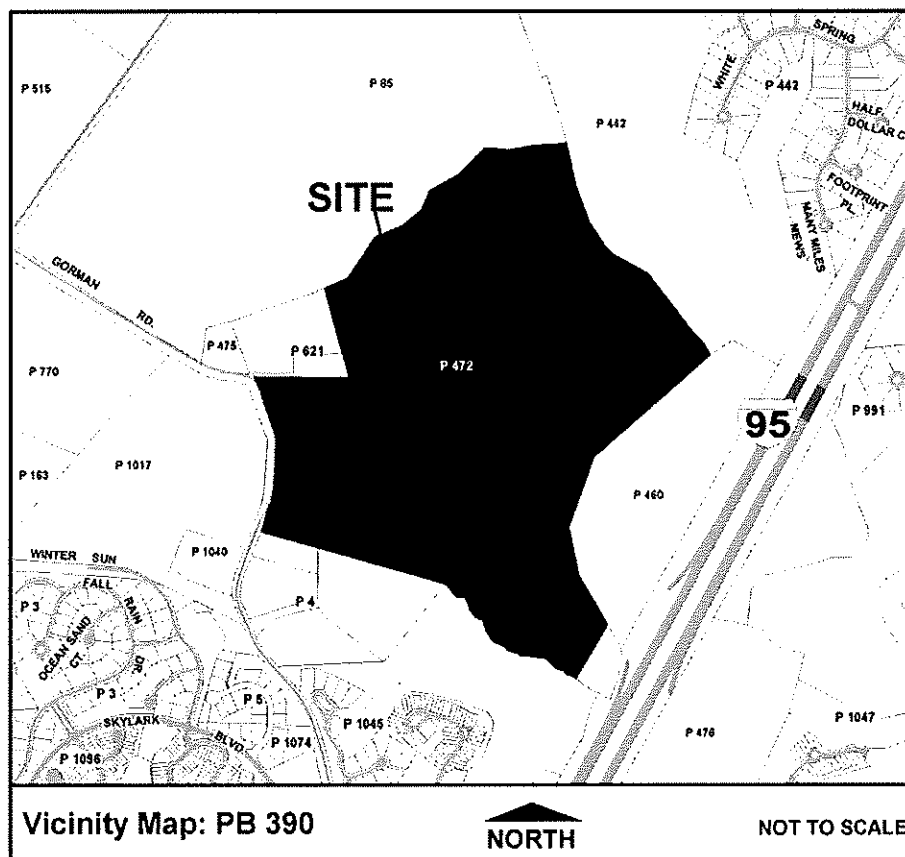 SPRING
WHITE
P 442
P 515
P 85
P 442
HALF
DOLLAR C
FOOTPRINT
PL.
MANY MILES
MEWS
SITE
GORMAN
RD.
P 475
P 621
P 472
P 770
95
P 991
P 163
P 1017
P 460
P 1040
WINTER SUN
FALL
RAIN
DR.
P 3
OCEAN SAND
CT.
P 4
P 3
P 5
SKYLARK
BLVD.
P 1074
P 1045
P 1096
P 476
P 1047
Vicinity Map: PB 390
NORTH
NOT TO SCALE